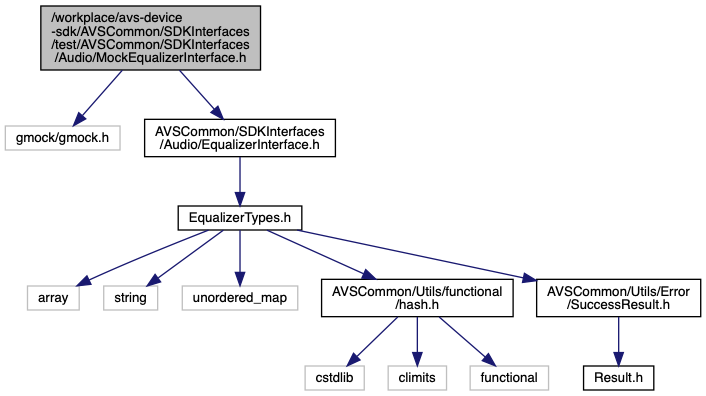 /workplace/avs-device
-sdk/AVSCommon/SDKInterfaces
/test/AVSCommon/SDKInterfaces
/Audio/MockEqualizerInterface.h
gmock/gmock.h
AVSCommon/SDKInterfaces
/Audio/EqualizerInterface.h
EqualizerTypes.h
array
string
unordered_map
AVSCommon/Utils/functional
/hash.h
AVSCommon/Utils/Error
/SuccessResult.h
cstdlib
climits
functional
Result.h